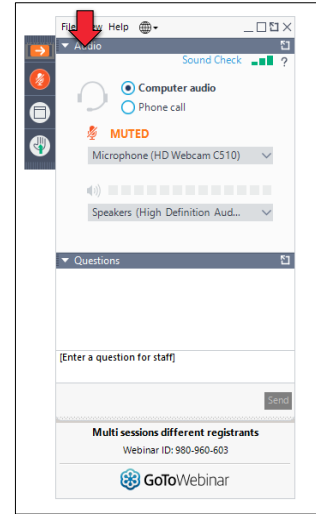 File View Help
Audio
Sound Check ?
Computer audio
Phone call
MUTED
Microphone (HD Webcam C510)
Speakers (High Definition Aud...
Questions
[Enter a question for staff]
Send
Multi sessions different registrants
Webinar ID: 980-960-603
GoToWebinar